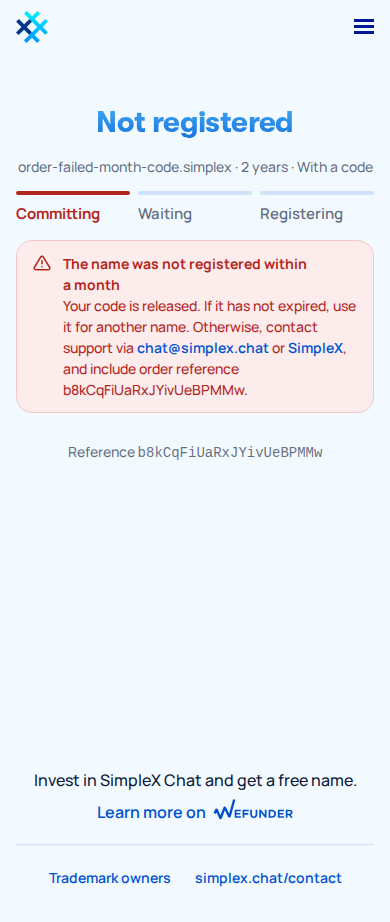 Not registered
order-failed-month-code.simplex · 2 years · With a code
Committing Waiting Registering
The name was not registered within
a month
Your code is released. If it has not expired, use
it for another name. Otherwise, contact
support via chat@simplex.chat or SimpleX,
and include order reference
b8kCqFiUaRxJYivUeBPMMw.
Reference b8kCqFiUaRxJYivUeBPMMw
Invest in SimpleX Chat and get a free name.
Learn more on WEFUNDER
Trademark owners simplex.chat/contact